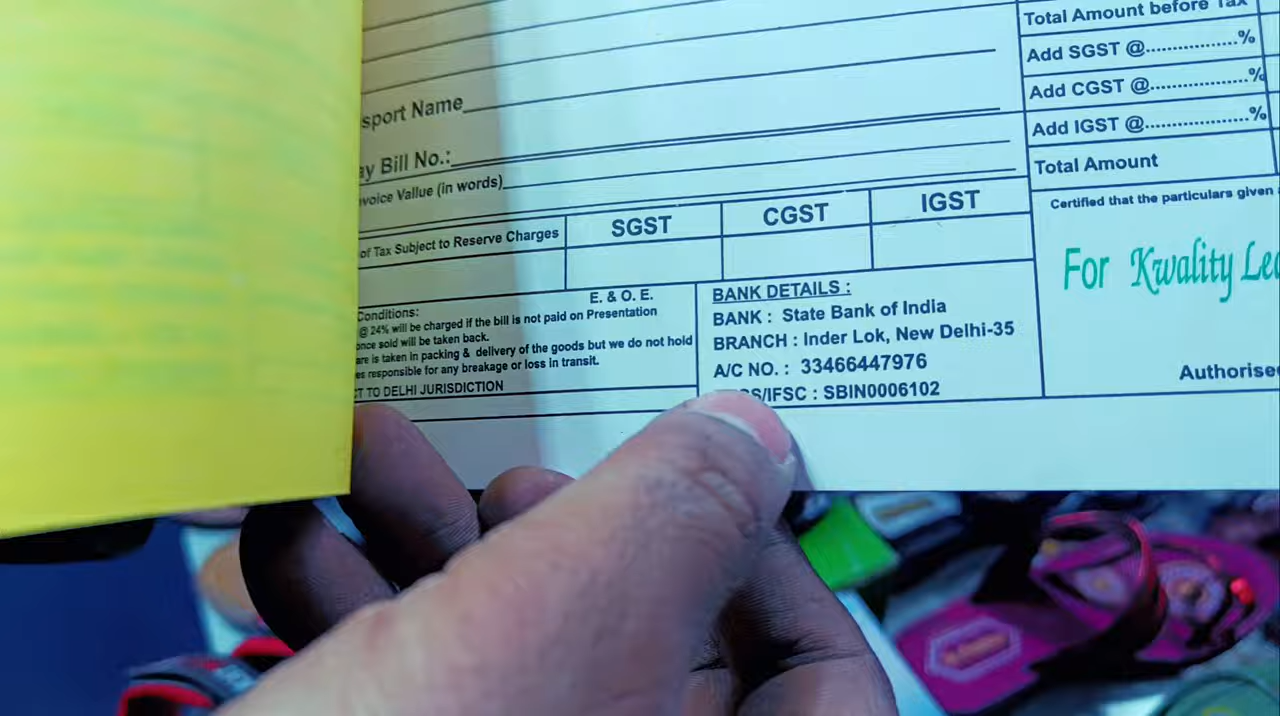 Total Amount before Tax
Add SGST @..................%
Add CGST @..................%
Add IGST @..................%
Total Amount
sport Name
ay Bill No.:
nvoice Vallue (in words)
of Tax Subject to Reserve Charges
SGST
CGST
IGST
Certified that the particulars given
For Kwality Lea
Authorised
E. & O. E.
Conditions:
@ 24% will be charged if the bill is not paid on Presentation
once sold will be taken back.
are is taken in packing & delivery of the goods but we do not hold
es responsible for any breakage or loss in transit.
CT TO DELHI JURISDICTION
BANK DETAILS :
BANK : State Bank of India
BRANCH : Inder Lok, New Delhi-35
A/C NO. : 33466447976
S/IFSC : SBIN0006102